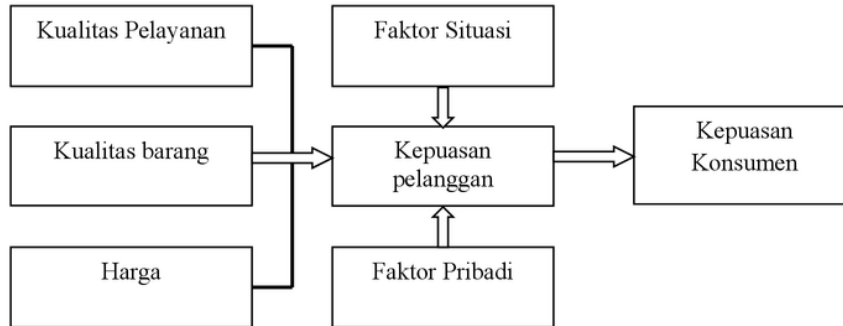 Kualitas Pelayanan
Faktor Situasi
Kualitas barang
Kepuasan
pelanggan
Kepuasan
Konsumen
Harga
Faktor Pribadi